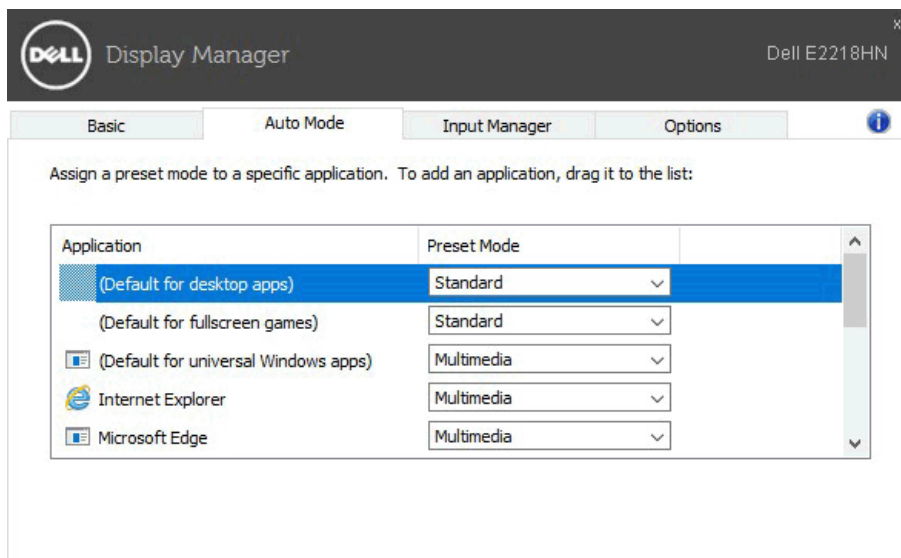 x
DELL Display Manager Dell E2218HN
Basic Auto Mode Input Manager Options i
Assign a preset mode to a specific application. To add an application, drag it to the list:
Application Preset Mode
(Default for desktop apps) Standard
(Default for fullscreen games) Standard
(Default for universal Windows apps) Multimedia
Internet Explorer Multimedia
Microsoft Edge Multimedia